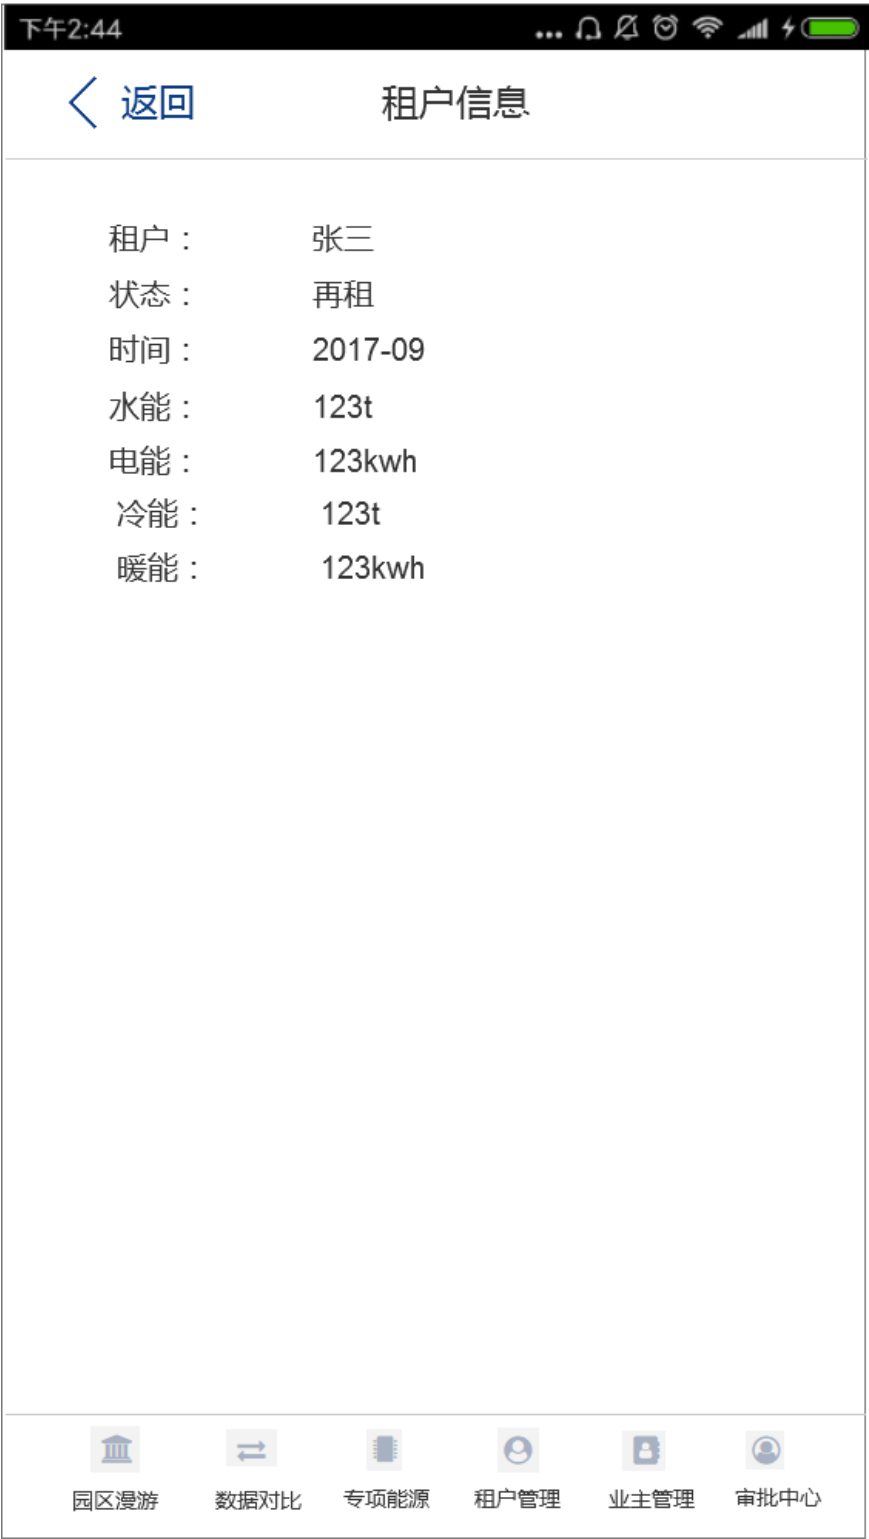 下午2:44
返回 租户信息
租户： 张三
状态： 再租
时间： 2017-09
水能： 123t
电能： 123kwh
冷能： 123t
暖能： 123kwh
园区漫游 数据对比 专项能源 租户管理 业主管理 审批中心